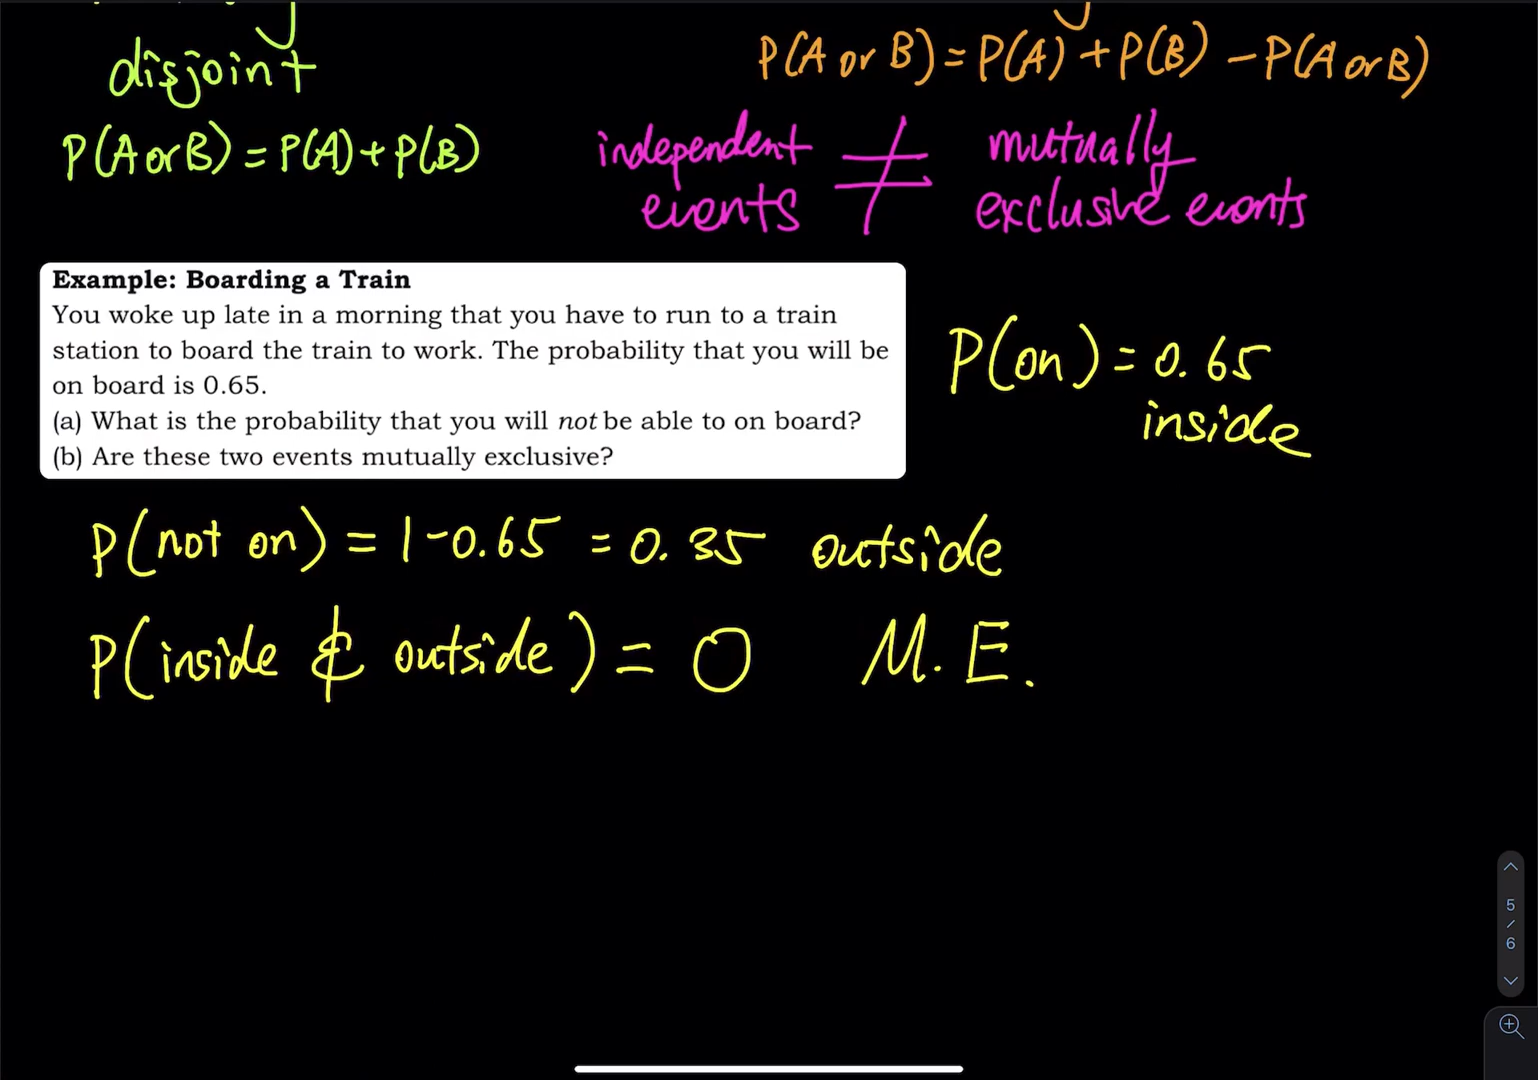 disjoint
P(A or B) = P(A) + P(B) - P(A or B)
P(A or B) = P(A) + P(B)
independent events ≠ mutually exclusive events
Example: Boarding a Train
You woke up late in a morning that you have to run to a train
station to board the train to work. The probability that you will be
on board is 0.65.
(a) What is the probability that you will not be able to on board?
(b) Are these two events mutually exclusive?
P(on) = 0.65
inside
P(not on) = 1-0.65 = 0.35 outside
P(inside & outside) = 0 M.E.
5
/
6